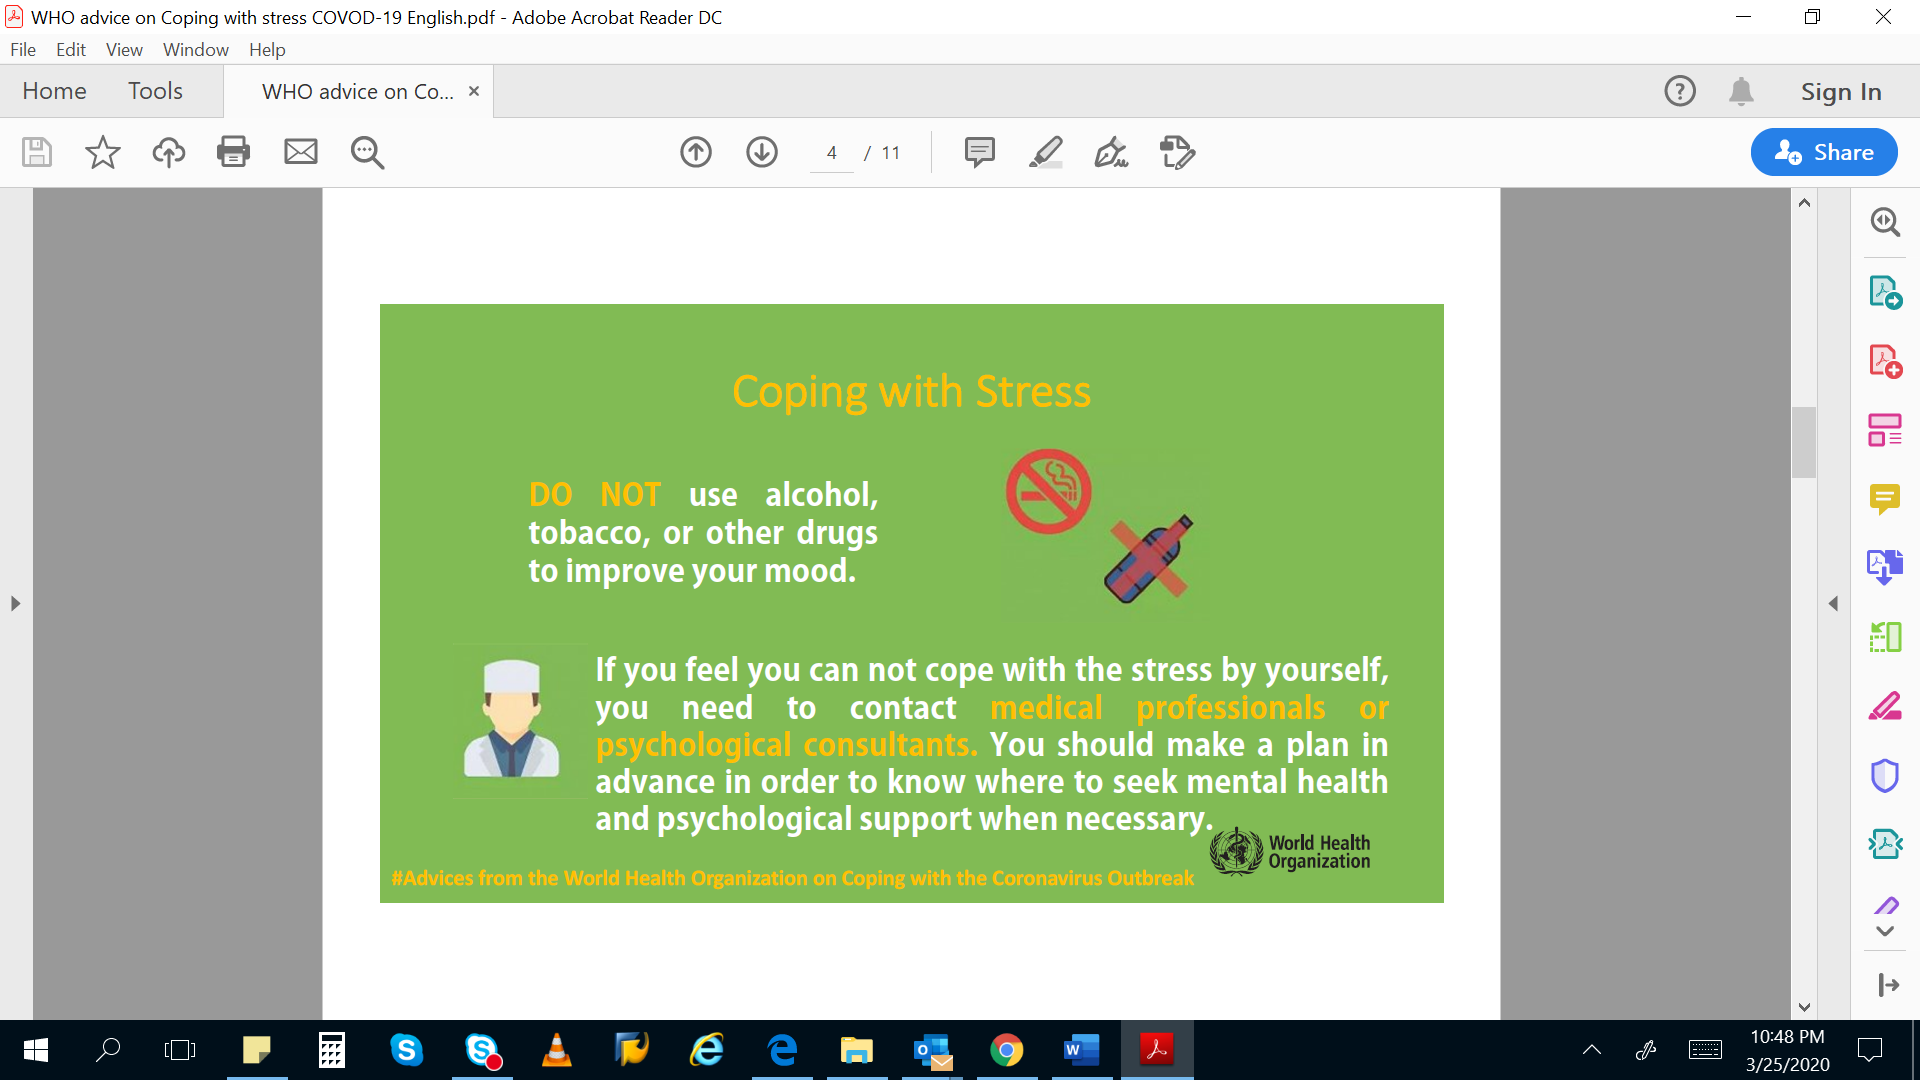 WHO advice on Coping with stress COVOD-19 English.pdf - Adobe Acrobat Reader DC
File Edit View Window Help
Home Tools WHO advice on Co... × Sign In
4 / 11 Share
Coping with Stress
DO NOT use alcohol,
tobacco, or other drugs
to improve your mood.
If you feel you can not cope with the stress by yourself,
you need to contact medical professionals or
psychological consultants. You should make a plan in
advance in order to know where to seek mental health
and psychological support when necessary.
World Health
Organization
#Advices from the World Health Organization on Coping with the Coronavirus Outbreak
10:48 PM
3/25/2020